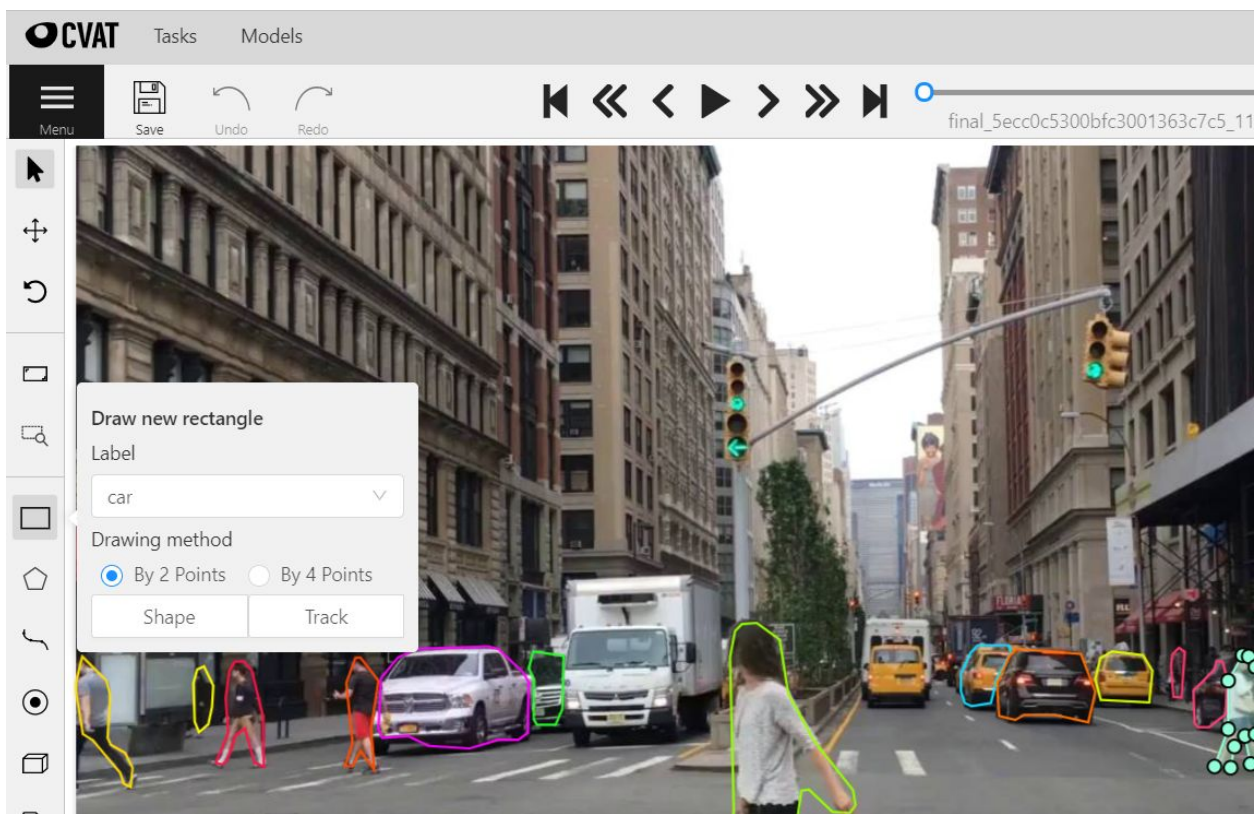 CVAT Tasks Models
Menu Save Undo Redo
final_5ecc0c5300bfc3001363c7c5_11
Draw new rectangle
Label
car
Drawing method
By 2 Points By 4 Points
Shape Track